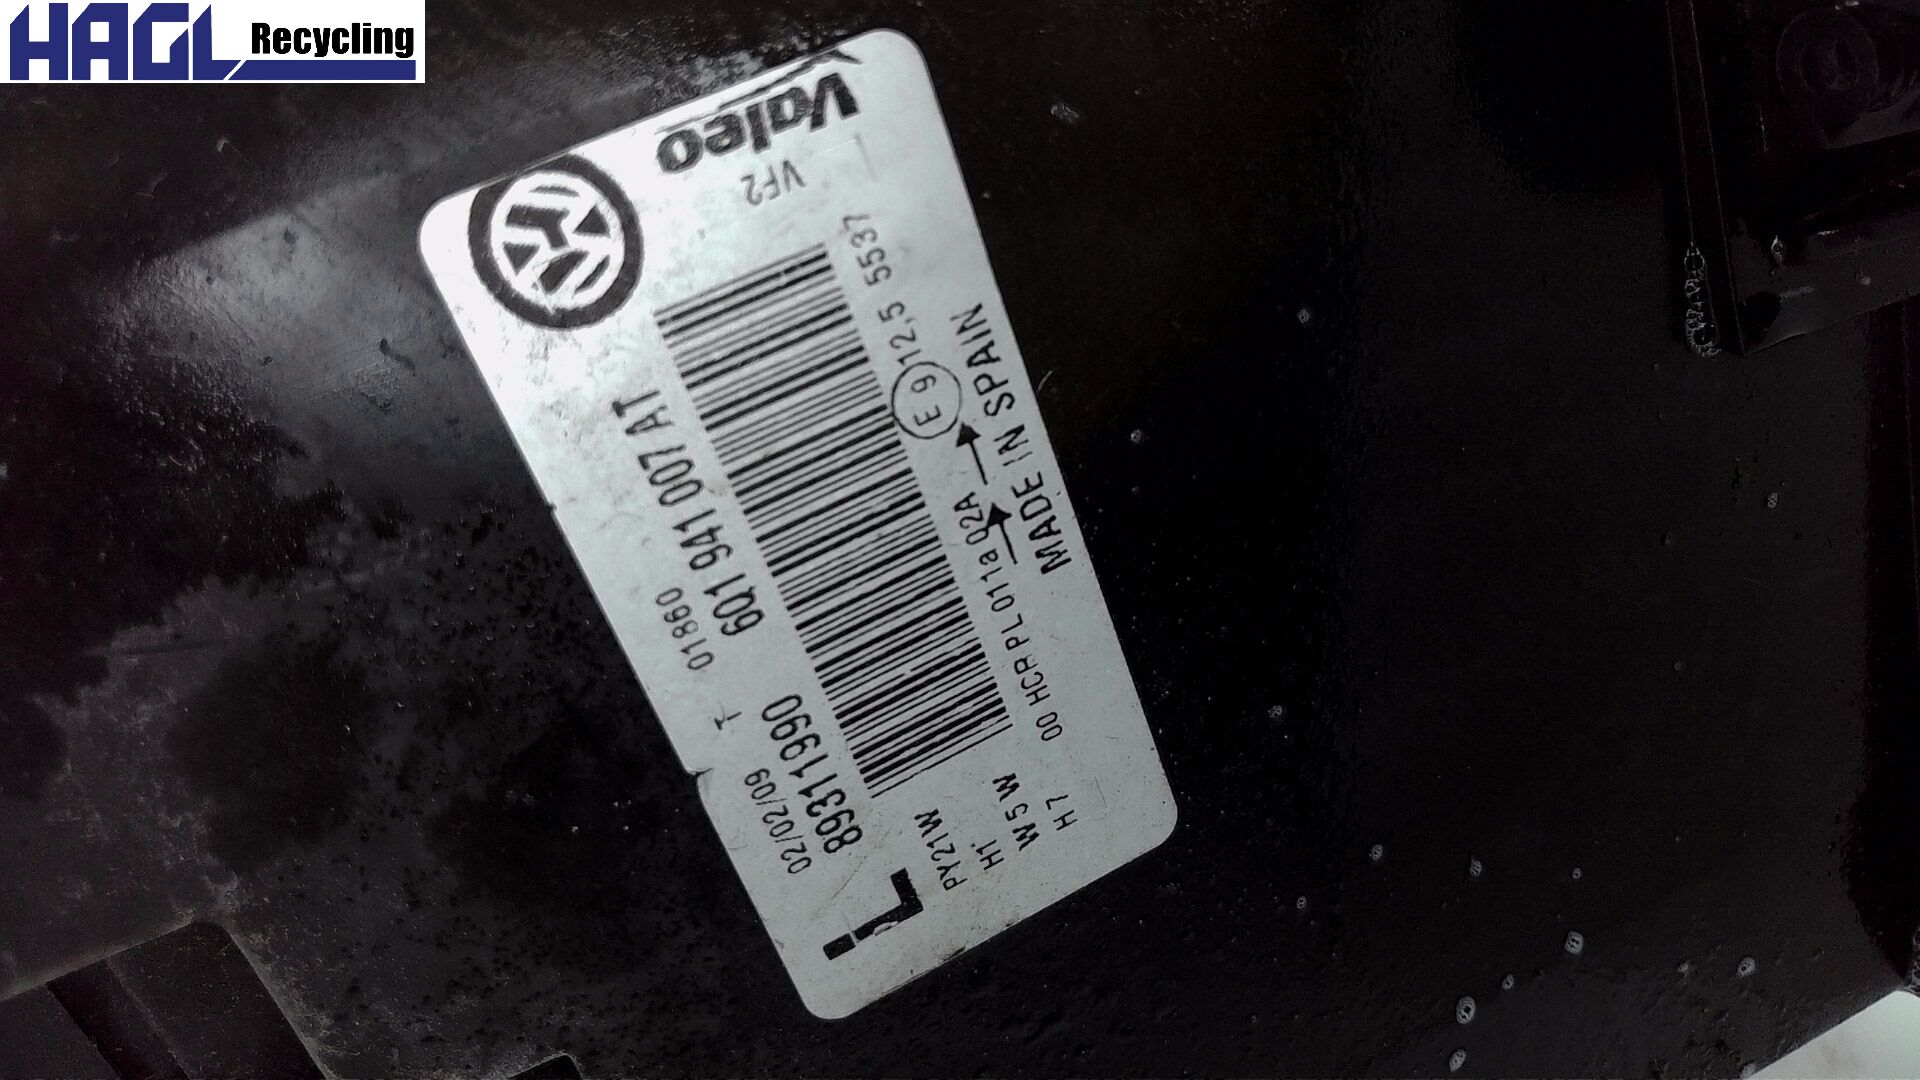 HAGL Recycling
Valeo
VF2
02/02/09 T 01860
89311990 6Q1 941 007 AT
PY21W
H1
W5W
H7
12,5 5537
E9
00 HCR PL 011a 02A
MADE IN SPAIN